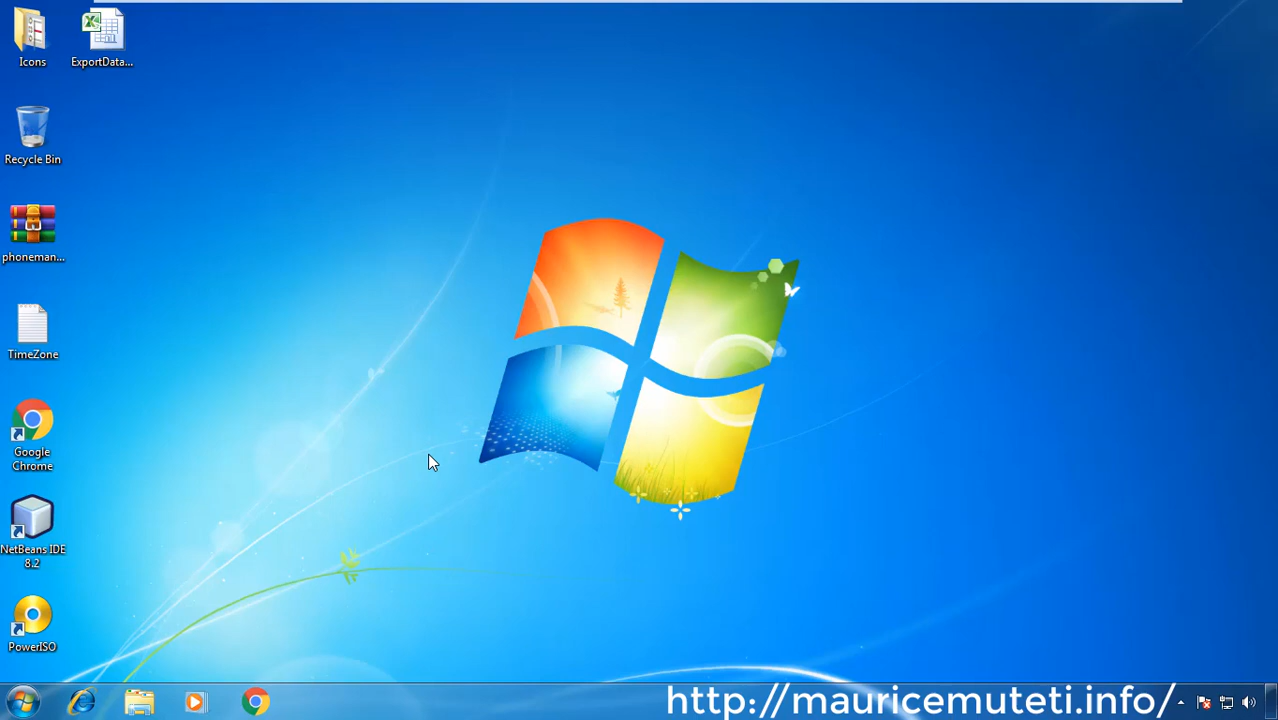 Icons
ExportData...
Recycle Bin
phoneman...
TimeZone
Google
Chrome
NetBeans IDE
8.2
PowerISO
http://mauricemuteti.info/